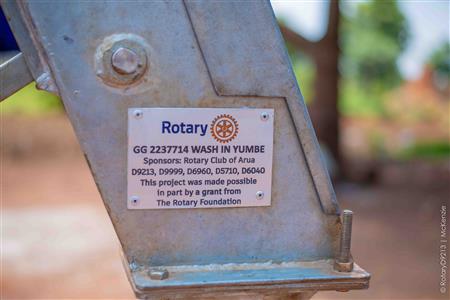 Rotary
GG 2237714 WASH IN YUMBE
Sponsors: Rotary Club of Arua
D9213, D9999, D6960, D5710, D6040
This project was made possible
in part by a grant from
The Rotary Foundation
© RotaryD9213 | McKenzie